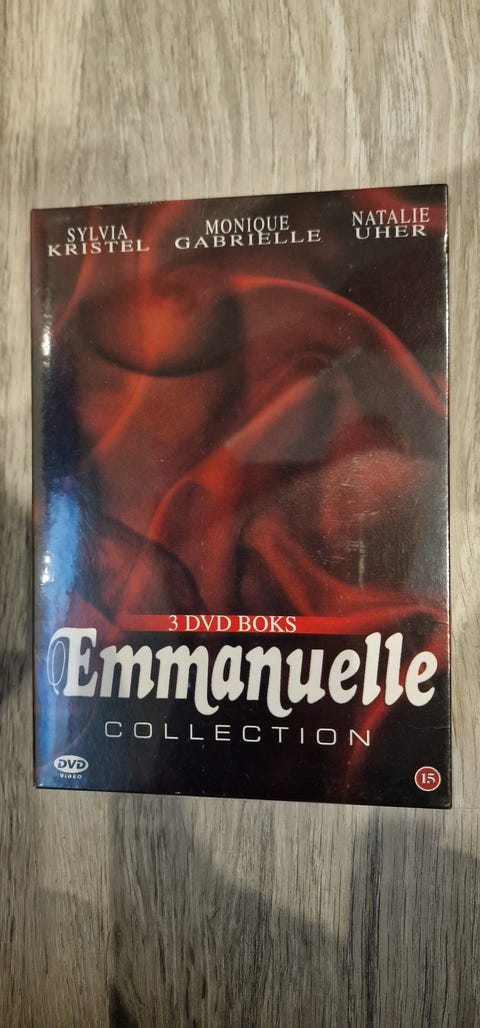 SYLVIA
KRISTEL
MONIQUE
GABRIELLE
NATALIE
UHER
3 DVD BOKS
Emmanuelle
COLLECTION
DVD
VIDEO
15